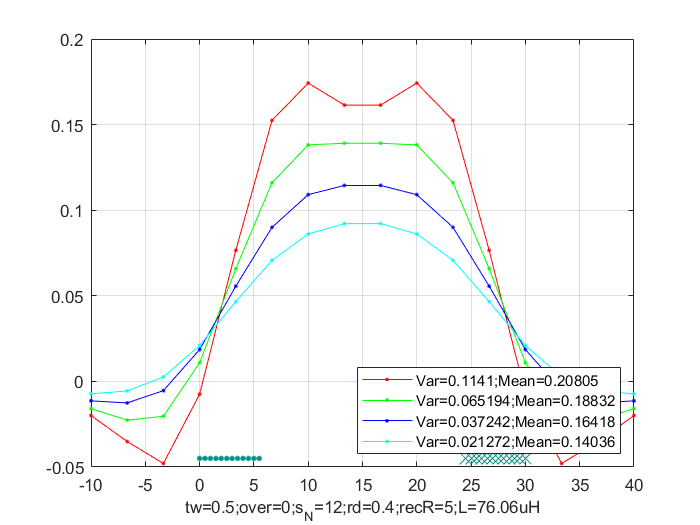 0.2
0.15
0.1
0.05
0
-0.05
Var=0.1141;Mean=0.20805
Var=0.065194;Mean=0.18832
Var=0.037242;Mean=0.16418
Var=0.021272;Mean=0.14036
-10 -5 0 5 10 15 20 25 30 35 40
tw=0.5;over=0;s_N=12;rd=0.4;recR=5;L=76.06uH